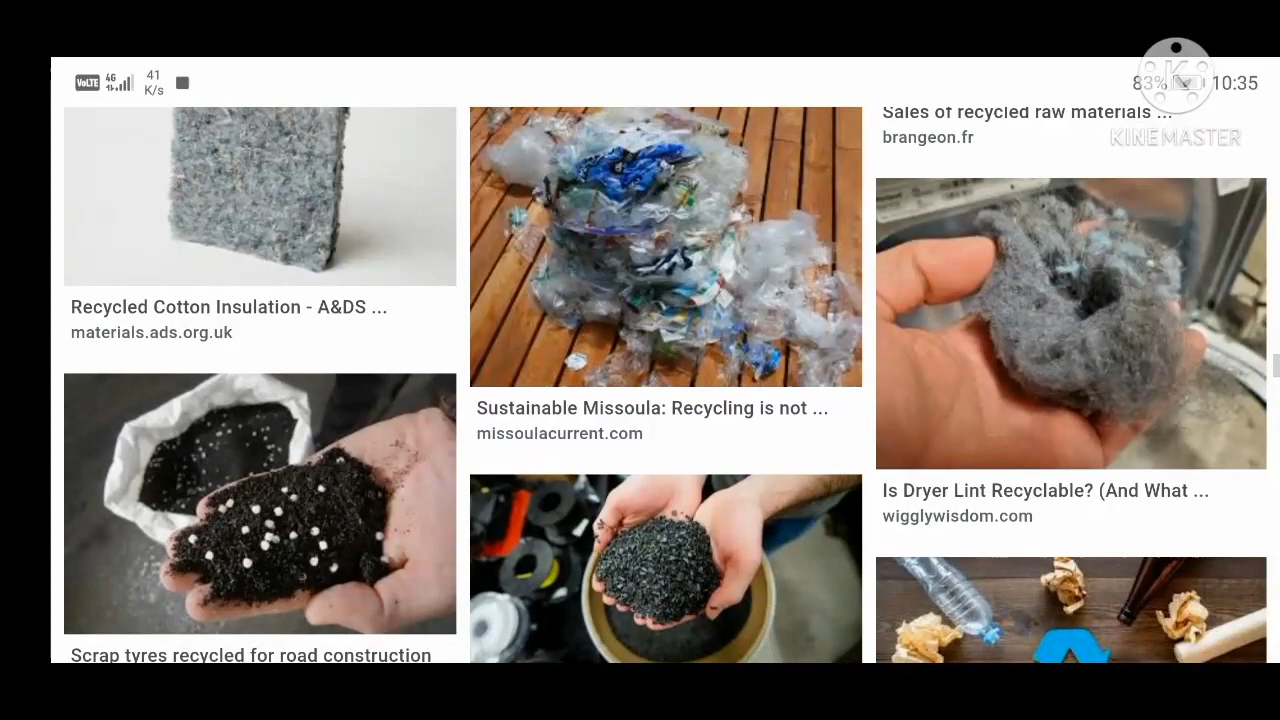 VoLTE 4G 41 K/s
83% 10:35
KINEMASTER
Sales of recycled raw materials ...
brangeon.fr
Recycled Cotton Insulation - A&DS ...
materials.ads.org.uk
Sustainable Missoula: Recycling is not ...
missoulacurrent.com
Is Dryer Lint Recyclable? (And What ...
wigglywisdom.com
Scrap tyres recycled for road construction